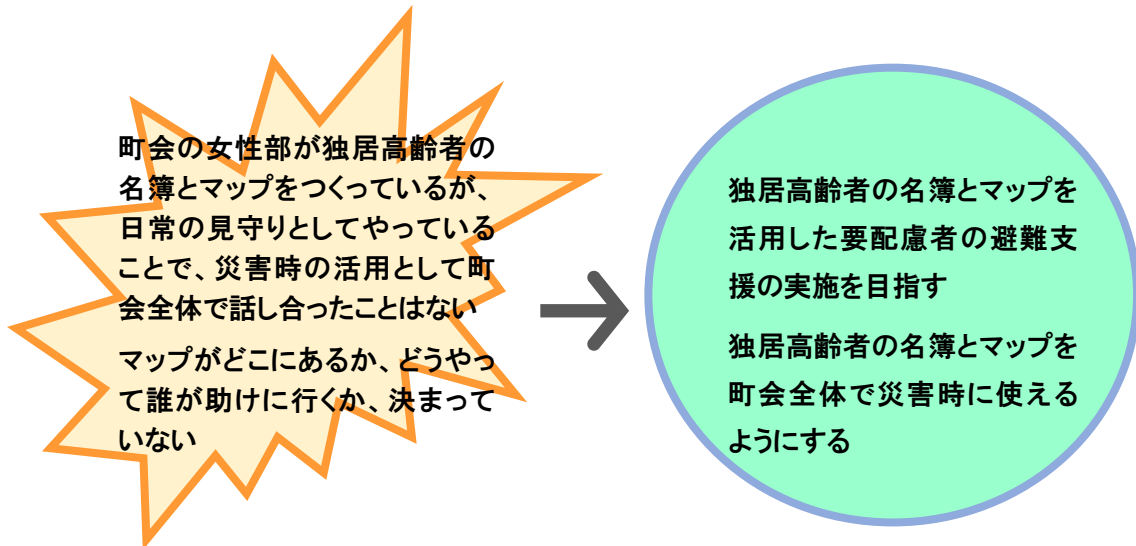 町会の女性部が独居高齢者の
名簿とマップをつくっているが、
日常の見守りとしてやっている
ことで、災害時の活用として町
会全体で話し合ったことはない
マップがどこにあるか、どうやっ
て誰が助けに行くか、決まって
いない
独居高齢者の名簿とマップを
活用した要配慮者の避難支
援の実施を目指す
独居高齢者の名簿とマップを
町会全体で災害時に使える
ようにする